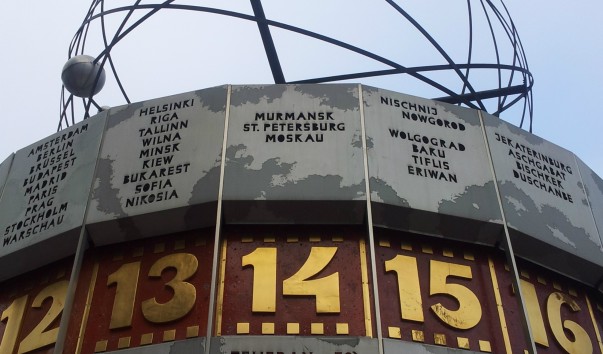 AMSTERDAM
BERLIN
BRÜSSEL
BUDAPEST
MADRID
PARIS
PRAG
STOCKHOLM
WARSCHAU
HELSINKI
RIGA
TALLINN
WILNA
MINSK
KIEW
BUKAREST
SOFIA
NIKOSIA
MURMANSK
ST. PETERSBURG
MOSKAU
NISCHNIJ
NOWGOROD
WOLGOGRAD
BAKU
TIFLIS
ERIWAN
JEKATERINBURG
ASCHGABAT
BISCHKEK
DUSCHANBE
12
13
14
15
16